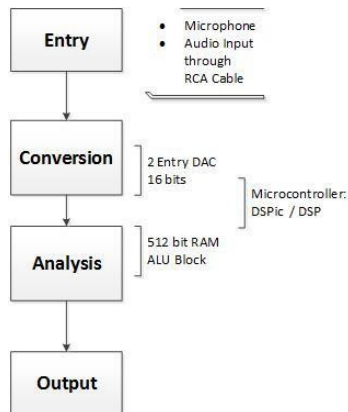 Entry
• Microphone
• Audio Input
through
RCA Cable
Conversion
2 Entry DAC
16 bits
Microcontroller:
DSPic / DSP
Analysis
512 bit RAM
ALU Block
Output